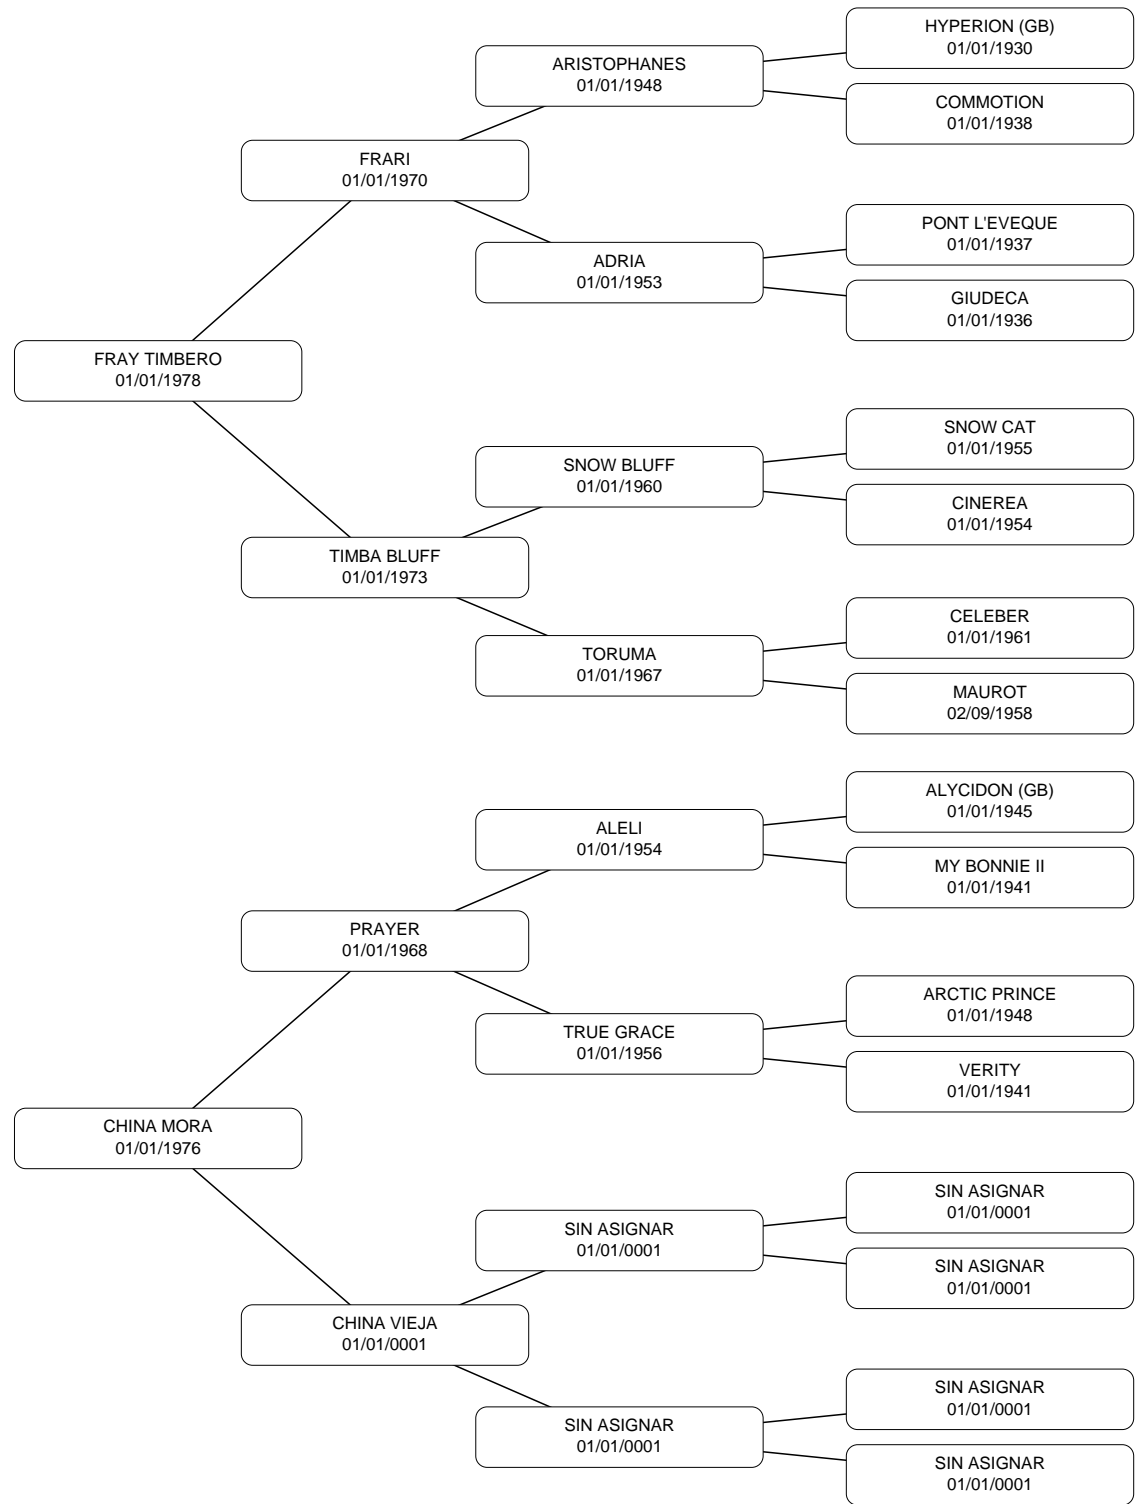 HYPERION (GB)
01/01/1930
ARISTOPHANES
01/01/1948
COMMOTION
01/01/1938
FRARI
01/01/1970
PONT L'EVEQUE
01/01/1937
ADRIA
01/01/1953
GIUDECA
01/01/1936
FRAY TIMBERO
01/01/1978
SNOW CAT
01/01/1955
SNOW BLUFF
01/01/1960
CINEREA
01/01/1954
TIMBA BLUFF
01/01/1973
CELEBER
01/01/1961
TORUMA
01/01/1967
MAUROT
02/09/1958
ALYCIDON (GB)
01/01/1945
ALELI
01/01/1954
MY BONNIE II
01/01/1941
PRAYER
01/01/1968
ARCTIC PRINCE
01/01/1948
TRUE GRACE
01/01/1956
VERITY
01/01/1941
CHINA MORA
01/01/1976
SIN ASIGNAR
01/01/0001
SIN ASIGNAR
01/01/0001
SIN ASIGNAR
01/01/0001
CHINA VIEJA
01/01/0001
SIN ASIGNAR
01/01/0001
SIN ASIGNAR
01/01/0001
SIN ASIGNAR
01/01/0001